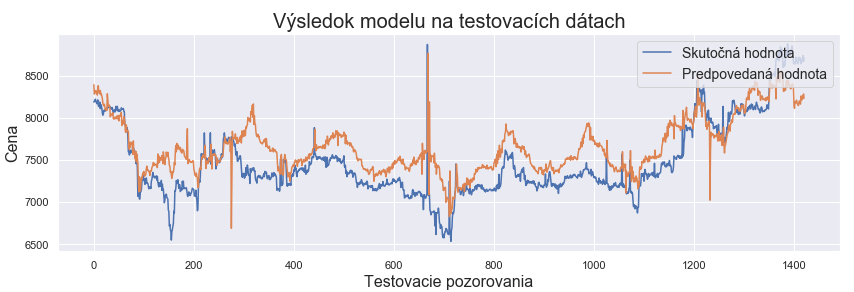 Výsledok modelu na testovacích dátach
Skutočná hodnota
Predpovedaná hodnota
Cena
8500
8000
7500
7000
6500
0 200 400 600 800 1000 1200 1400
Testovacie pozorovania